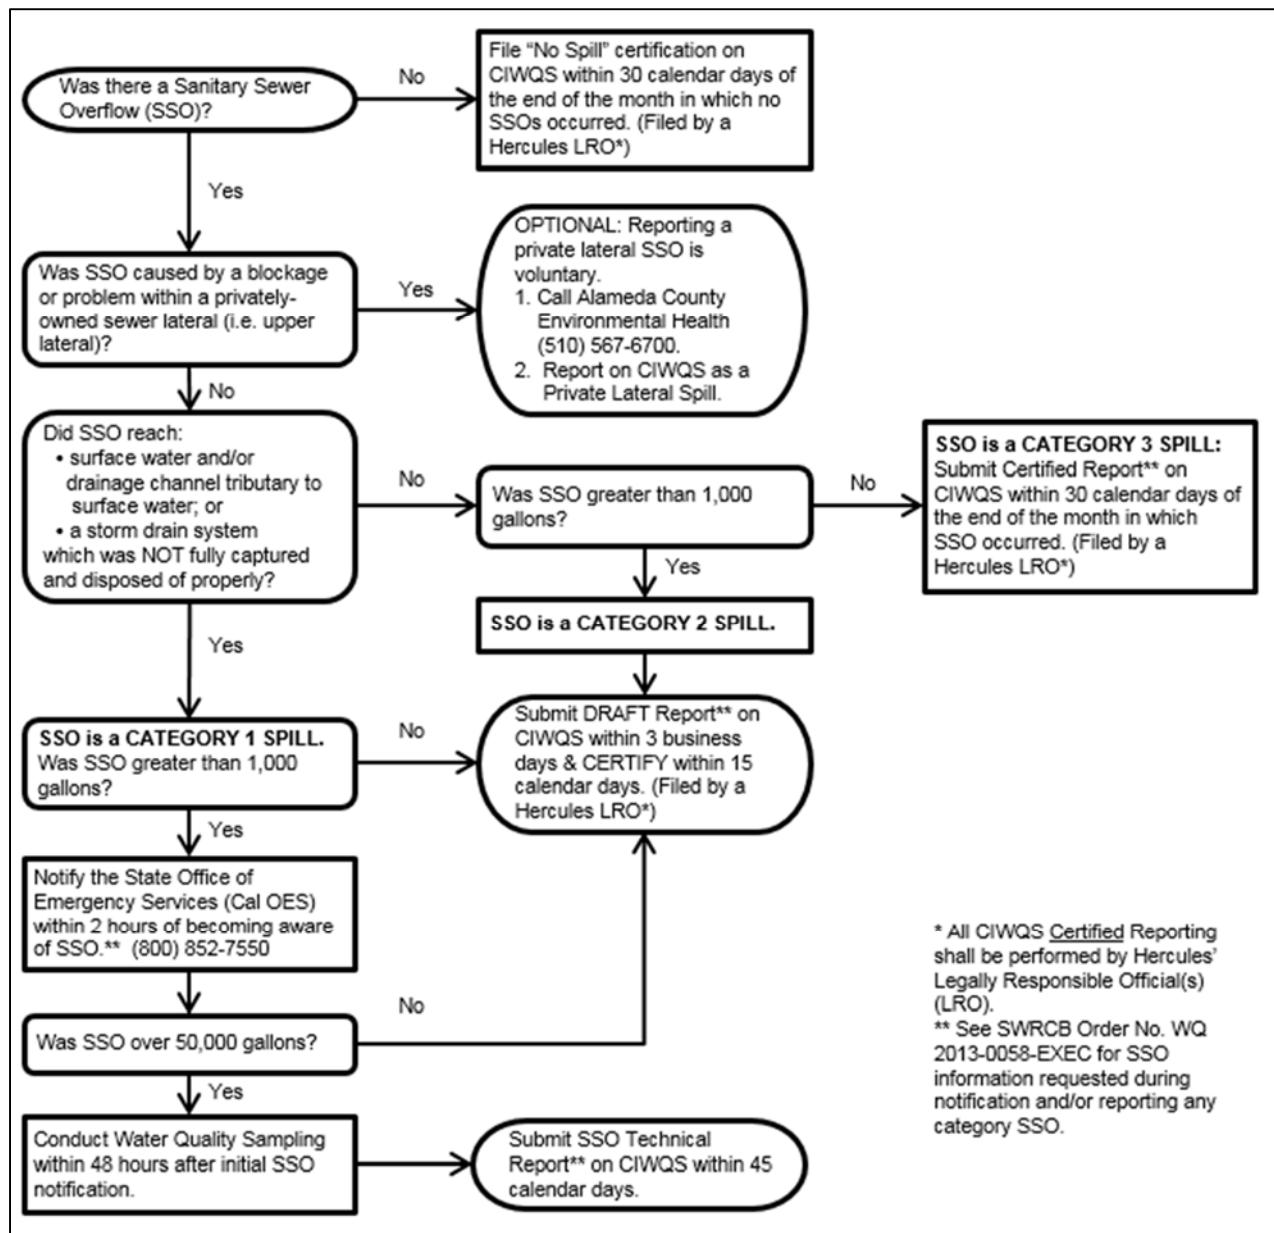 Was there a Sanitary Sewer
Overflow (SSO)?
No
File “No Spill” certification on
CIWQS within 30 calendar days of
the end of the month in which no
SSOs occurred. (Filed by a
Hercules LRO*)
Yes
Was SSO caused by a blockage
or problem within a privately-
owned sewer lateral (i.e. upper
lateral)?
Yes
OPTIONAL: Reporting a
private lateral SSO is
voluntary.
1. Call Alameda County
Environmental Health
(510) 567-6700.
2. Report on CIWQS as a
Private Lateral Spill.
No
Did SSO reach:
• surface water and/or
drainage channel tributary to
surface water; or
• a storm drain system
which was NOT fully captured
and disposed of properly?
No
Was SSO greater than 1,000
gallons?
No
SSO is a CATEGORY 3 SPILL:
Submit Certified Report** on
CIWQS within 30 calendar days of
the end of the month in which
SSO occurred. (Filed by a
Hercules LRO*)
Yes
SSO is a CATEGORY 2 SPILL.
Yes
SSO is a CATEGORY 1 SPILL.
Was SSO greater than 1,000
gallons?
No
Submit DRAFT Report** on
CIWQS within 3 business
days & CERTIFY within 15
calendar days. (Filed by a
Hercules LRO*)
Yes
Notify the State Office of
Emergency Services (Cal OES)
within 2 hours of becoming aware
of SSO.** (800) 852-7550
Was SSO over 50,000 gallons?
No
Yes
Conduct Water Quality Sampling
within 48 hours after initial SSO
notification.
Submit SSO Technical
Report** on CIWQS within 45
calendar days.
* All CIWQS Certified Reporting
shall be performed by Hercules’
Legally Responsible Official(s)
(LRO).
** See SWRCB Order No. WQ
2013-0058-EXEC for SSO
information requested during
notification and/or reporting any
category SSO.